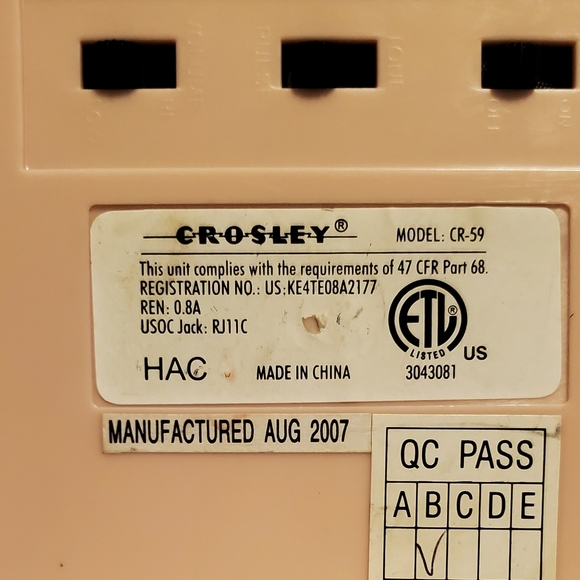 CROSLEY®
MODEL: CR-59
This unit complies with the requirements of 47 CFR Part 68.
REGISTRATION NO.: US:KE4TE08A2177
REN: 0.8A
USOC Jack: RJ11C
ETL®
LISTED
US
HAC
MADE IN CHINA
3043081
MANUFACTURED AUG 2007
QC PASS
A B C D E